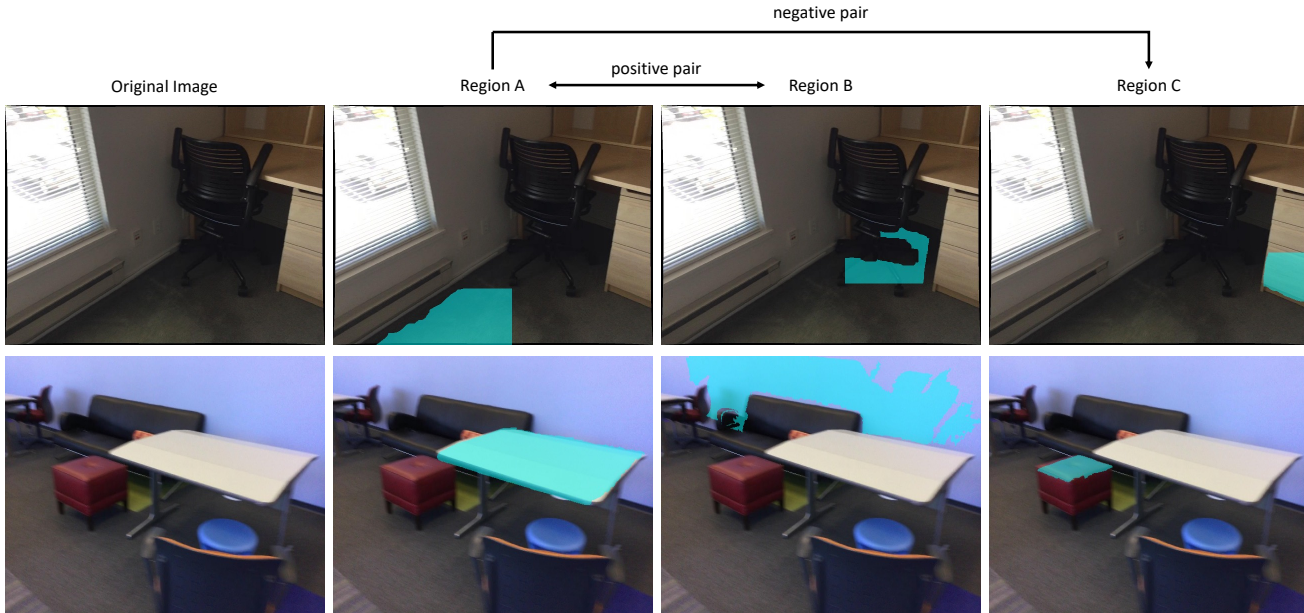 negative pair
positive pair
Original Image
Region A
Region B
Region C